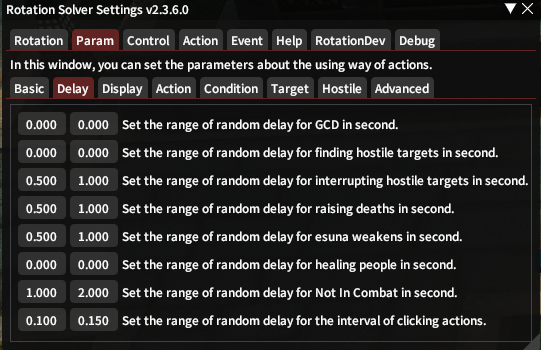 Rotation Solver Settings v2.3.6.0
Rotation Param Control Action Event Help RotationDev Debug
In this window, you can set the parameters about the using way of actions.
Basic Delay Display Action Condition Target Hostile Advanced
0.000 0.000 Set the range of random delay for GCD in second.
0.000 0.000 Set the range of random delay for finding hostile targets in second.
0.500 1.000 Set the range of random delay for interrupting hostile targets in second.
0.500 1.000 Set the range of random delay for raising deaths in second.
0.500 1.000 Set the range of random delay for esuna weakens in second.
0.000 0.000 Set the range of random delay for healing people in second.
1.000 2.000 Set the range of random delay for Not In Combat in second.
0.100 0.150 Set the range of random delay for the interval of clicking actions.